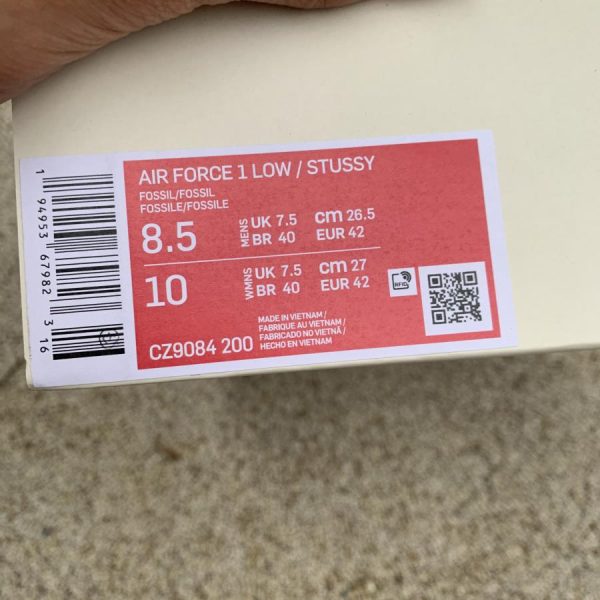 AIR FORCE 1 LOW / STUSSY
FOSSIL/FOSSIL
FOSSILE/FOSSILE
8.5 MENS UK 7.5 cm 26.5
BR 40 EUR 42
10 WMNS UK 7.5 cm 27
BR 40 EUR 42
RFID
MADE IN VIETNAM /
FABRIQUE AU VIETNAM /
FABRICADO NO VIETNÃ /
HECHO EN VIETNAM
CZ9084 200
1 94953 67982 3 16